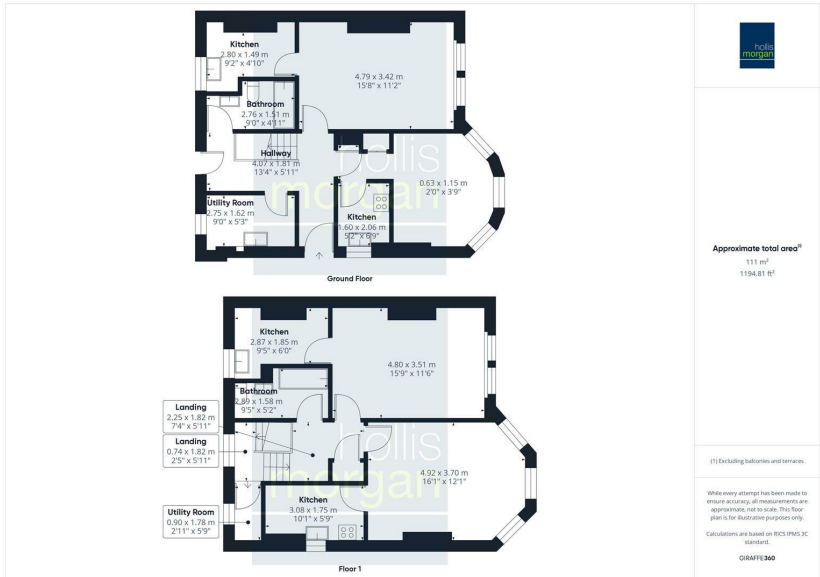 Kitchen
2.80 x 1.49 m
9'2" x 4'10"
4.79 x 3.42 m
15'8" x 11'2"
Bathroom
2.76 x 1.51 m
9'0" x 4'11"
Hallway
4.07 x 1.81 m
13'4" x 5'11"
hollis
morgan
0.63 x 1.15 m
2'0" x 3'9"
Utility Room
2.75 x 1.62 m
9'0" x 5'3"
Kitchen
1.60 x 2.06 m
5'2" x 6'9"
Ground Floor
Kitchen
2.87 x 1.85 m
9'5" x 6'0"
4.80 x 3.51 m
15'9" x 11'6"
Bathroom
2.89 x 1.58 m
9'5" x 5'2"
Landing
2.25 x 1.82 m
7'4" x 5'11"
Landing
0.74 x 1.82 m
2'5" x 5'11"
hollis
morgan
4.92 x 3.70 m
16'1" x 12'1"
Utility Room
0.90 x 1.78 m
2'11" x 5'9"
Kitchen
3.08 x 1.75 m
10'1" x 5'9"
Floor 1
hollis
morgan
Approximate total area(1)
111 m²
1194.81 ft²
(1) Excluding balconies and terraces
While every attempt has been made to
ensure accuracy, all measurements are
approximate, not to scale. This floor
plan is for illustrative purposes only.
Calculations are based on RICS IPMS 3C
standard.
GIRAFFE360